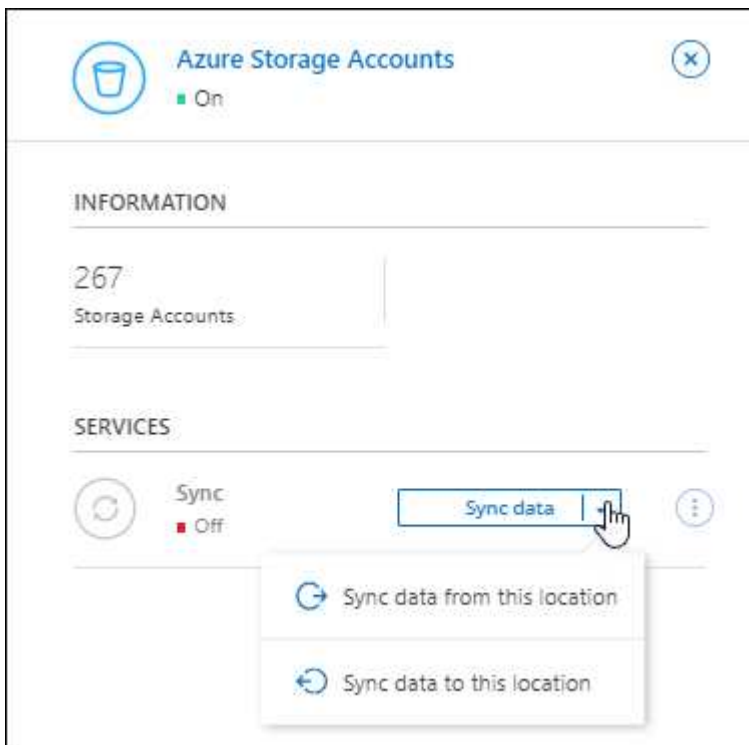 Azure Storage Accounts
On
INFORMATION
267
Storage Accounts
SERVICES
Sync
Off
Sync data
Sync data from this location
Sync data to this location